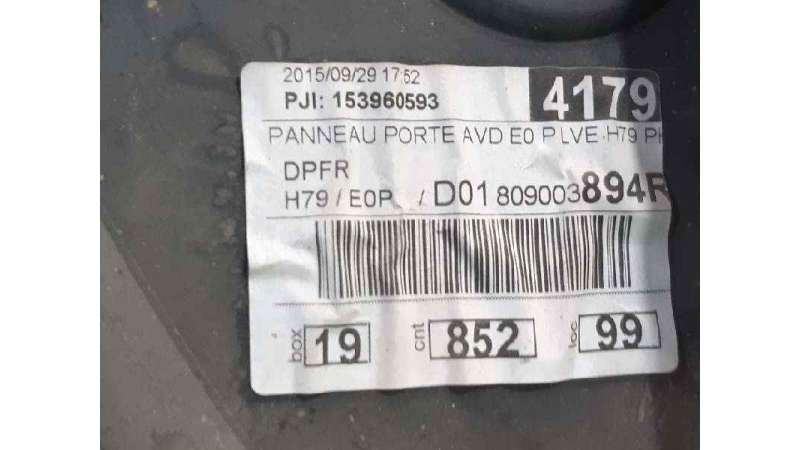 2015/09/29 17:52
4179
PJI: 153960593
PANNEAU PORTE AVD E0 P LVE H79 PH
DPFR
H79 / E0P / D01 809003894R
box 19 cnt 852 loc 99